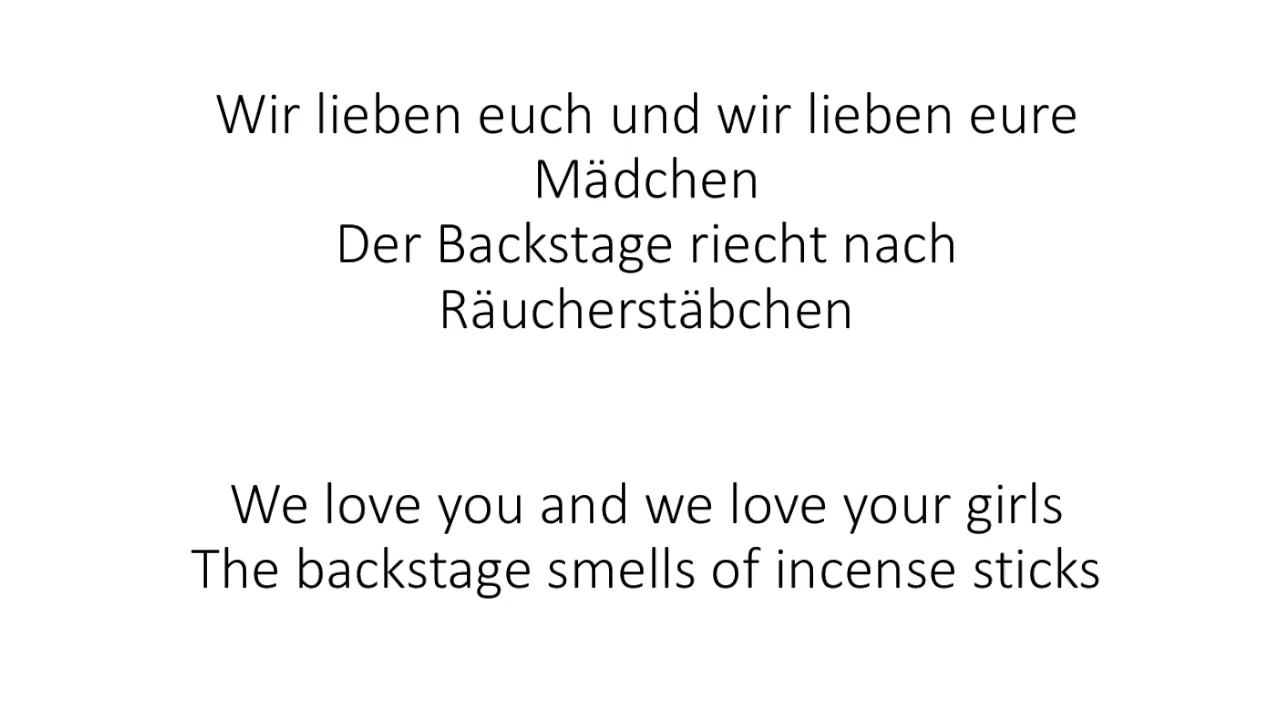 Wir lieben euch und wir lieben eure
Mädchen
Der Backstage riecht nach
Räucherstäbchen
We love you and we love your girls
The backstage smells of incense sticks